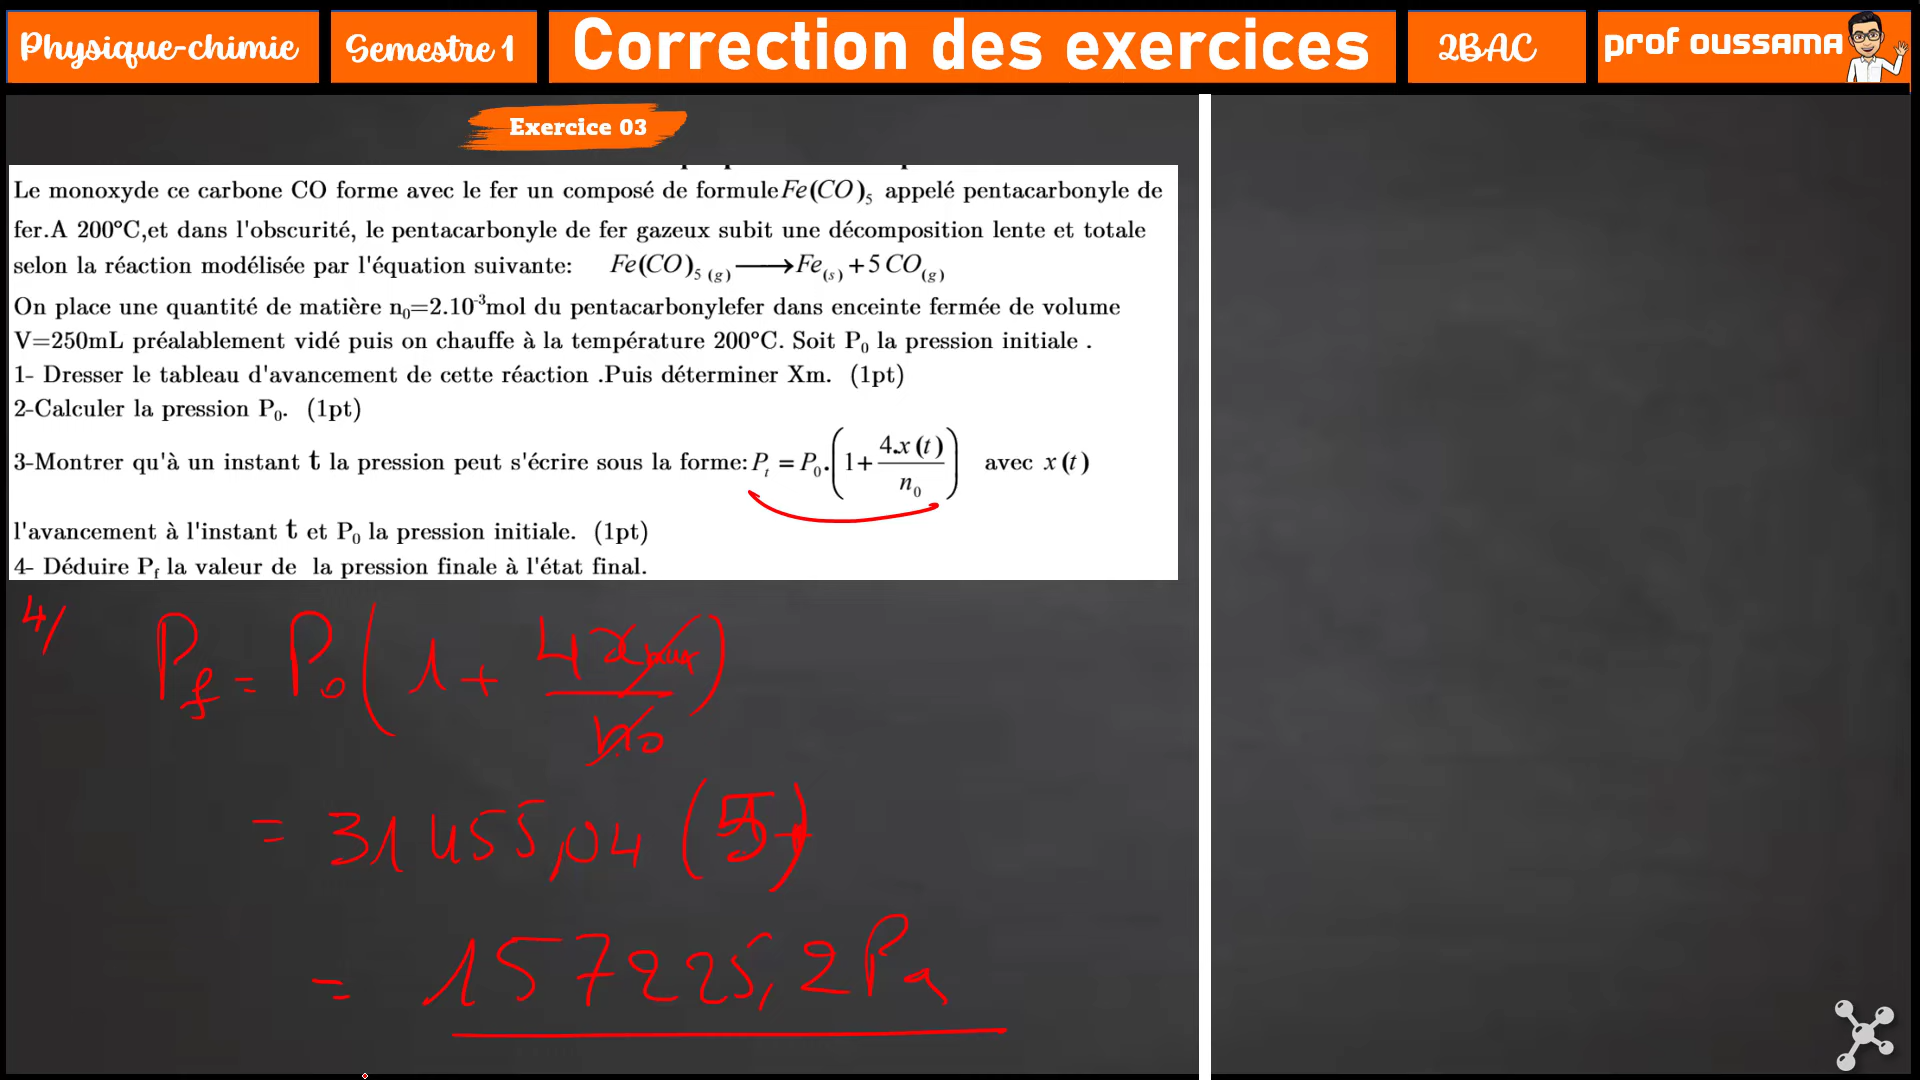 Physique-chimie
Semestre 1
Correction des exercices
2BAC
prof OUSSAMA
Exercice 03
Le monoxyde ce carbone CO forme avec le fer un composé de formule Fe(CO)₅ appelé pentacarbonyle de
fer.A 200°C,et dans l'obscurité, le pentacarbonyle de fer gazeux subit une décomposition lente et totale
selon la réaction modélisée par l'équation suivante: Fe(CO)₅ (g) ⟶ Fe(s) + 5 CO(g)
On place une quantité de matière n₀=2.10⁻³mol du pentacarbonylefer dans enceinte fermée de volume
V=250mL préalablement vidé puis on chauffe à la température 200°C. Soit P₀ la pression initiale .
1- Dresser le tableau d'avancement de cette réaction .Puis déterminer Xm. (1pt)
2-Calculer la pression P₀. (1pt)
3-Montrer qu'à un instant t la pression peut s'écrire sous la forme: Pₜ = P₀.(1+ 4.x(t)/n₀) avec x(t)
l'avancement à l'instant t et P₀ la pression initiale. (1pt)
4- Déduire Pf la valeur de la pression finale à l'état final.
4/
Pf = P₀ (1 + 4xmax/n₀)
= 31455,04 (5)
= 157225,2 Pa